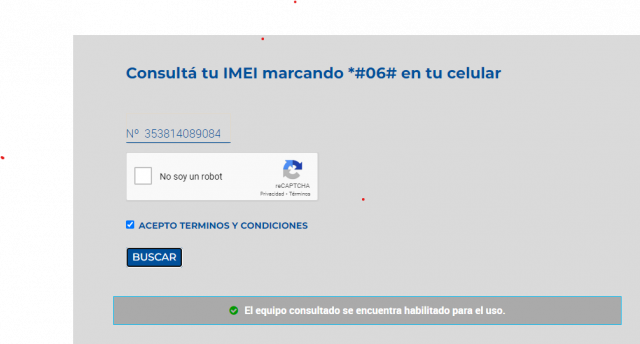 Consultá tu IMEI marcando *#06# en tu celular
Nº 353814089084
No soy un robot
reCAPTCHA
Privacidad - Términos
ACEPTO TERMINOS Y CONDICIONES
BUSCAR
El equipo consultado se encuentra habilitado para el uso.